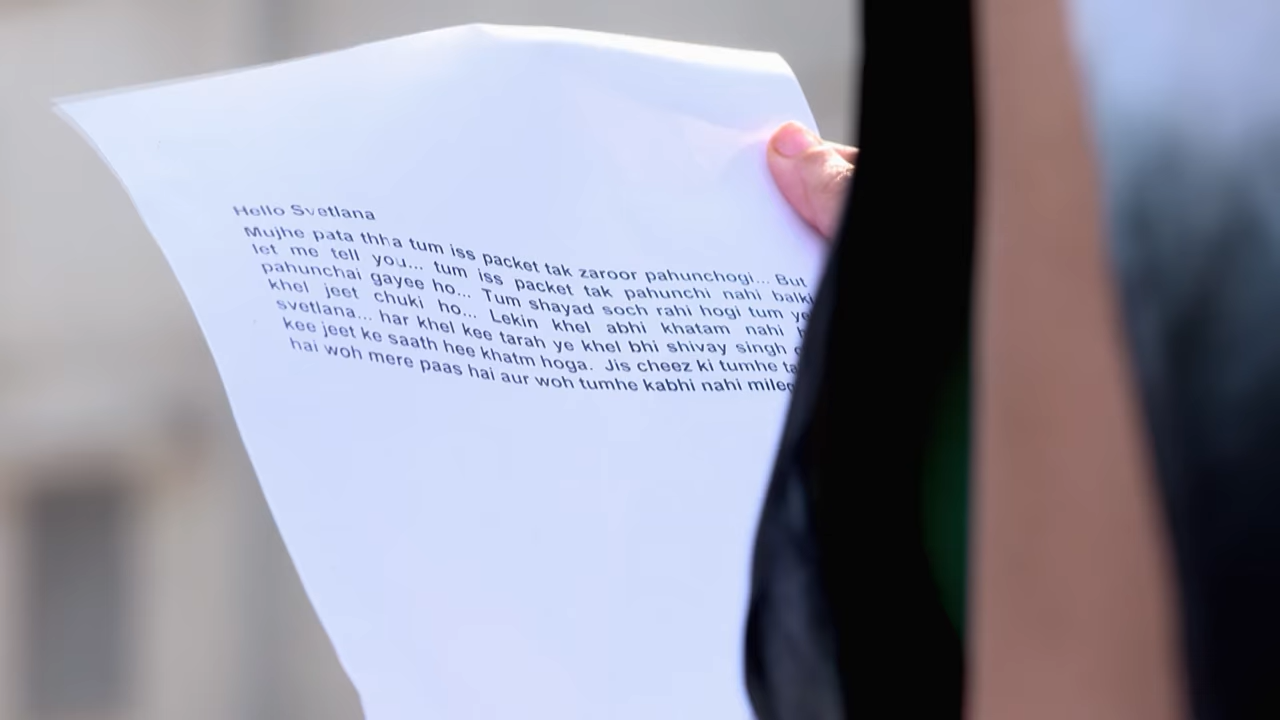 Hello Svetlana
Mujhe pata thha tum iss packet tak zaroor pahunchogi... But
let me tell you... tum iss packet tak pahunchi nahi balki
pahunchai gayee ho... Tum shayad soch rahi hogi tum
khel jeet chuki ho... Lekin khel abhi khatam nahi
svetlana... har khel kee tarah ye khel bhi shivay singh
kee jeet ke saath hee khatm hoga. Jis cheez ki tumhe
hai woh mere paas hai aur woh tumhe kabhi nahi